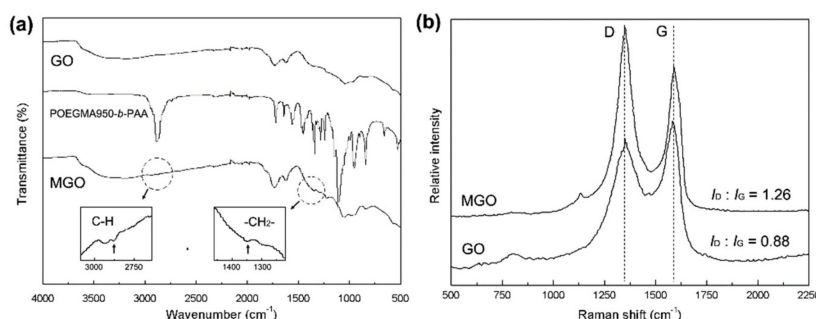 (a)
GO
POEGMA950-b-PAA
MGO
C-H
-CH2-
3000 2750
1400 1300
Transmittance (%)
4000 3500 3000 2500 2000 1500 1000 500
Wavenumber (cm-1)
(b)
D G
MGO
ID : IG = 1.26
GO
ID : IG = 0.88
Relative intensity
500 750 1000 1250 1500 1750 2000 2250
Raman shift (cm-1)